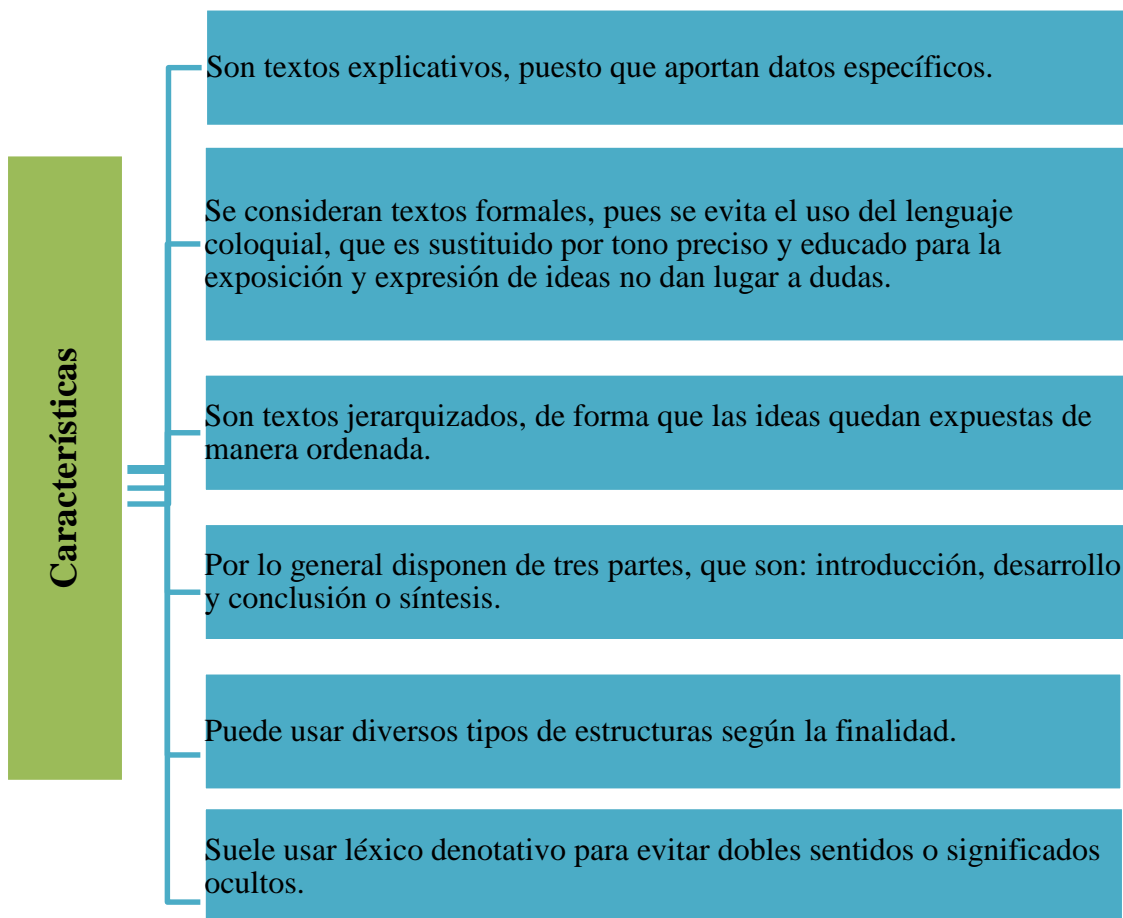 Características
Son textos explicativos, puesto que aportan datos específicos.
Se consideran textos formales, pues se evita el uso del lenguaje
coloquial, que es sustituido por tono preciso y educado para la
exposición y expresión de ideas no dan lugar a dudas.
Son textos jerarquizados, de forma que las ideas quedan expuestas de
manera ordenada.
Por lo general disponen de tres partes, que son: introducción, desarrollo
y conclusión o síntesis.
Puede usar diversos tipos de estructuras según la finalidad.
Suele usar léxico denotativo para evitar dobles sentidos o significados
ocultos.